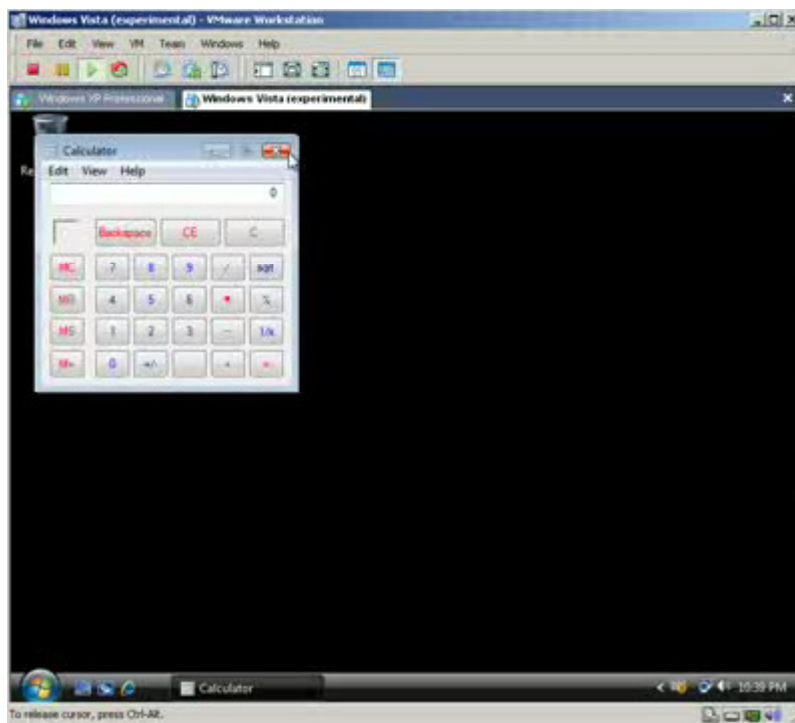 Windows Vista (experimental) - VMware Workstation
File Edit View VM Team Windows Help
Windows XP Professional Windows Vista (experimental)
Calculator
Re
Edit View Help
0
Backspace CE C
MC 7 8 9 / sqrt
MR 4 5 6 * %
MS 1 2 3 - 1/x
M+ 0 +/- + =
Calculator
10:39 PM
To release cursor, press Ctrl-Alt.